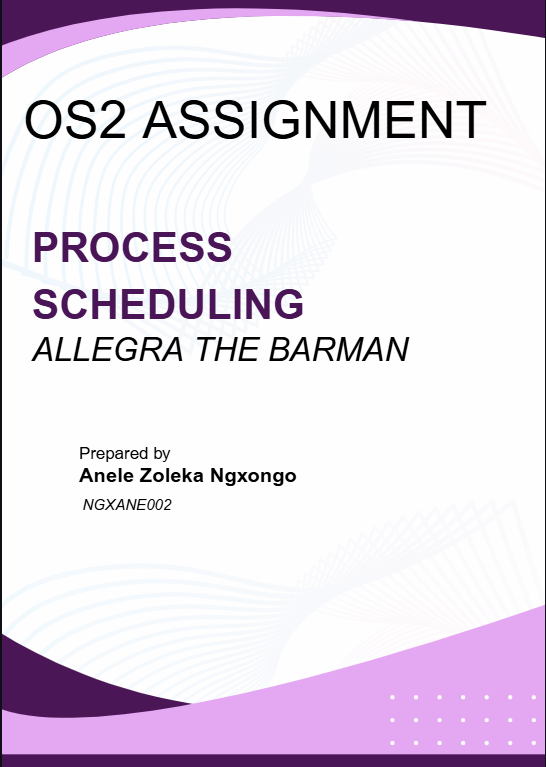 OS2 ASSIGNMENT
PROCESS
SCHEDULING
ALLEGRA THE BARMAN
Prepared by
Anele Zoleka Ngxongo
NGXANE002